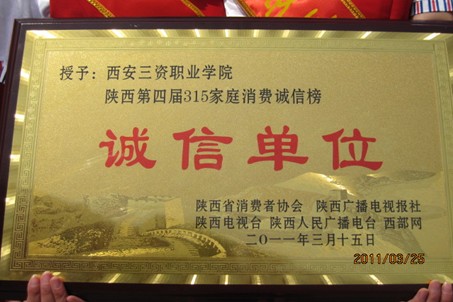 授予：西安三资职业学院
陕西第四届315家庭消费诚信榜
诚信单位
陕西省消费者协会 陕西广播电视报社
陕西电视台 陕西人民广播电台 西部网
二〇一一年三月十五日
2011/03/25